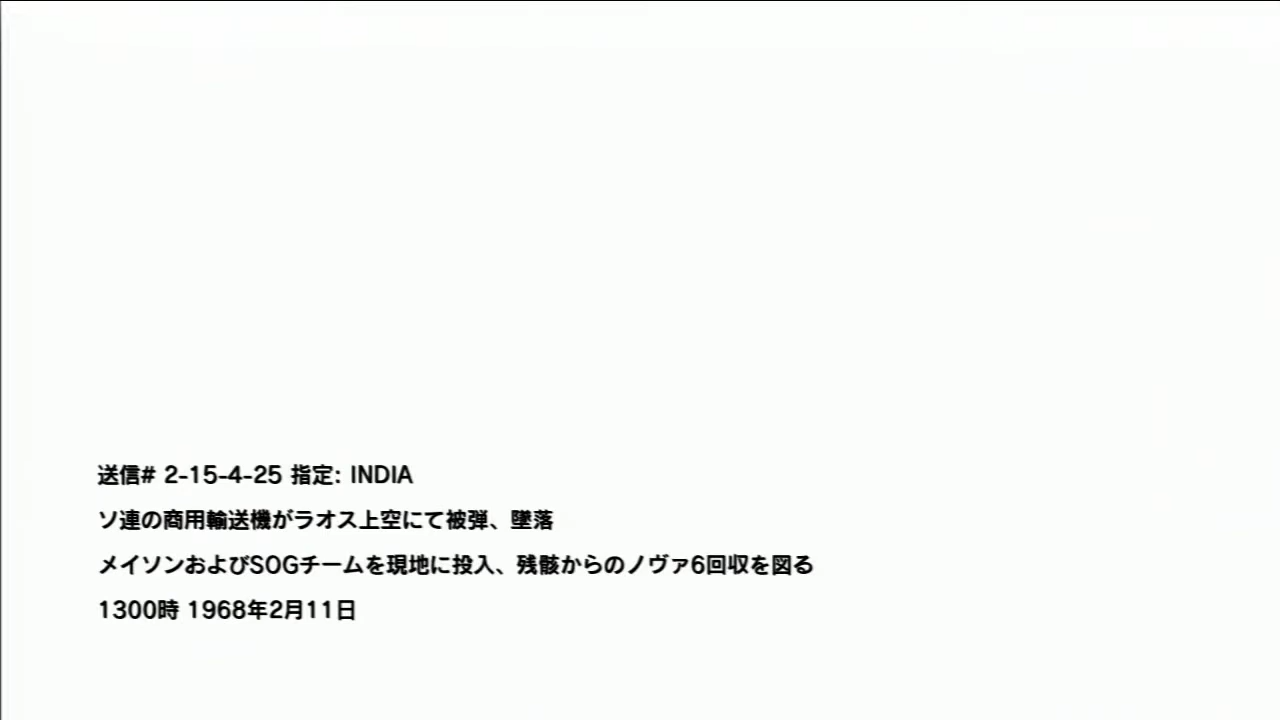 送信# 2-15-4-25 指定: INDIA
ソ連の商用輸送機がラオス上空にて被弾、墜落
メイソンおよびSOGチームを現地に投入、残骸からのノヴァ6回収を図る
1300時 1968年2月11日